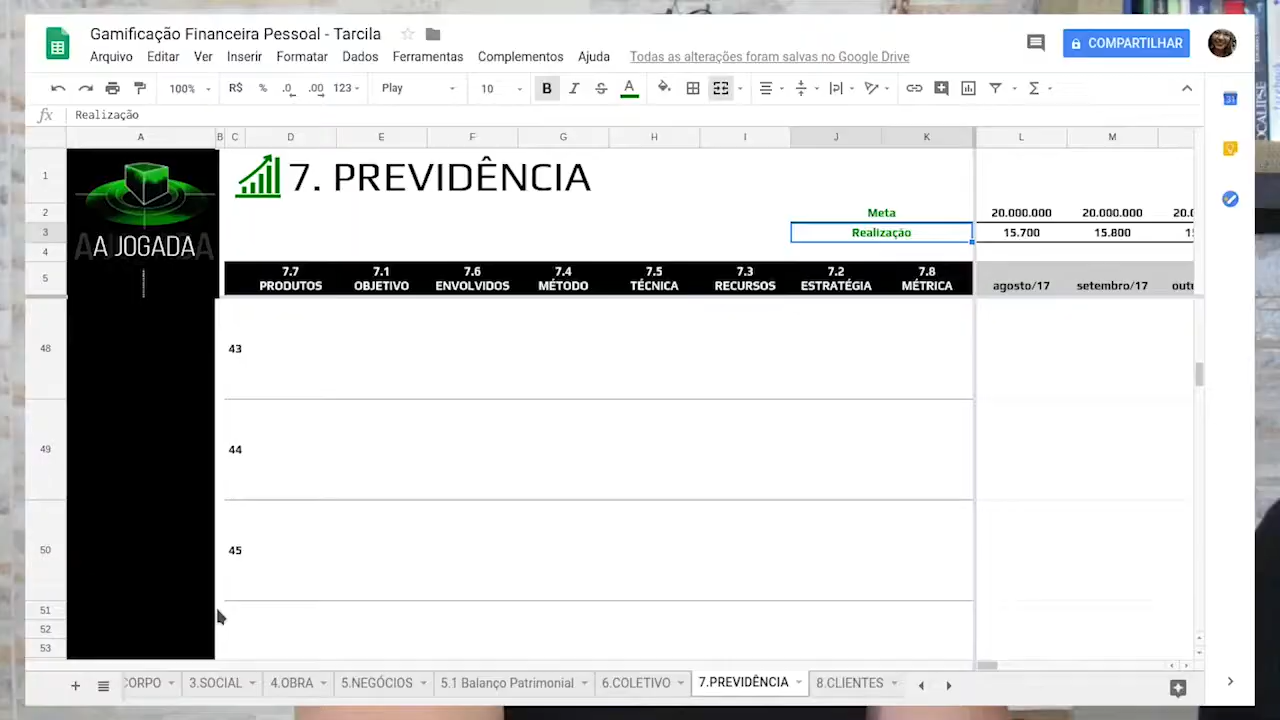 Gamificação Financeira Pessoal - Tarcila
Arquivo Editar Ver Inserir Formatar Dados Ferramentas Complementos Ajuda Todas as alterações foram salvas no Google Drive
COMPARTILHAR
100% R$ % .0 .00 123 Play 10 B I S A
fx Realização
A B C D E F G H I J K L M
1 7. PREVIDÊNCIA
2 Meta 20.000.000 20.000.000
3 Realização 15.700 15.800
4
A JOGADA
5
7.7 7.1 7.6 7.4 7.5 7.3 7.2 7.8
PRODUTOS OBJETIVO ENVOLVIDOS MÉTODO TÉCNICA RECURSOS ESTRATÉGIA MÉTRICA agosto/17 setembro/17
48 43
49 44
50 45
51
52
53
3.SOCIAL 4.OBRA 5.NEGÓCIOS 5.1 Balanço Patrimonial 6.COLETIVO 7.PREVIDÊNCIA 8.CLIENTES
31